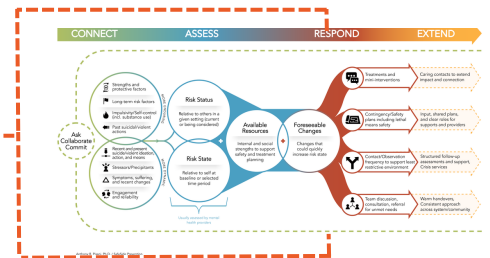 CONNECT
ASSESS
RESPOND
EXTEND
Ask
Collaborate
Commit
Strengths and
protective factors
Long-term risk factors
Impulsivity/Self-control
(incl. substance use)
Past suicidal/violent
actions
Recent and present
suicide/violent ideation,
action, and means
Stressors/Precipitants
Symptoms, suffering,
and recent changes
Engagement
and reliability
Risk Status
Relative to others in a
given setting (current
or being considered)
Risk State
Relative to self at
baseline or selected
time period
Available
Resources
Internal and social
strengths to support
safety and treatment
planning
Foreseeable
Changes
Changes that
could quickly
increase risk state
Treatments and
mini-interventions
Caring contacts to extend
impact and connection
Contingency/Safety
plans including lethal
means safety
Input, shared plans,
and clear roles for
supports and providers
Contact/Observation
frequency to support least
restrictive environment
Structured follow-up
assessments and support,
Crisis services
Team discussion,
consultation, referral
for unmet needs
Warm handovers,
Consistent approach
across system/community